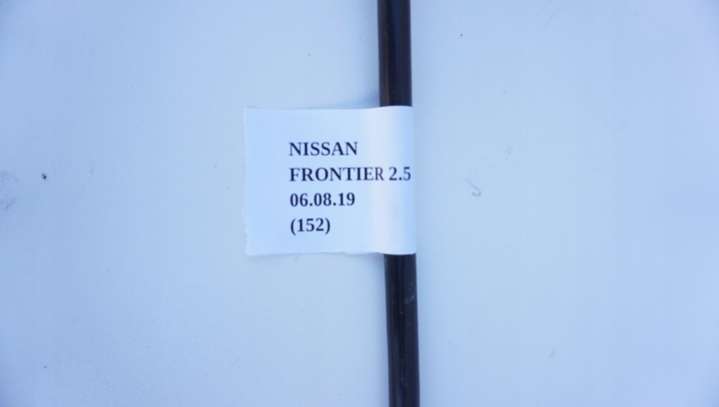 NISSAN
FRONTIER 2.5
06.08.19
(152)